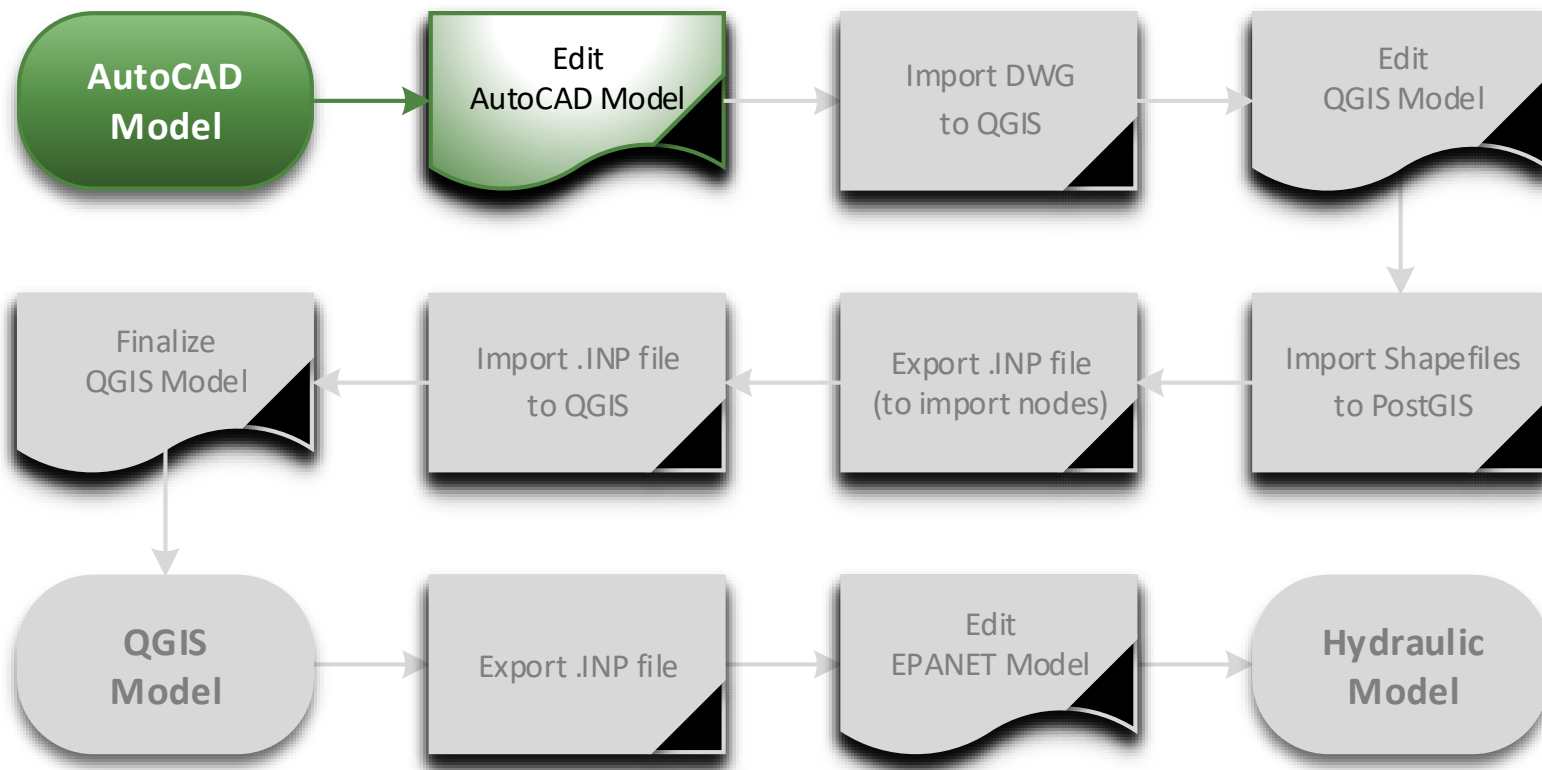 AutoCAD
Model
Edit
AutoCAD Model
Import DWG
to QGIS
Edit
QGIS Model
Finalize
QGIS Model
Import .INP file
to QGIS
Export .INP file
(to import nodes)
Import Shapefiles
to PostGIS
QGIS
Model
Export .INP file
Edit
EPANET Model
Hydraulic
Model